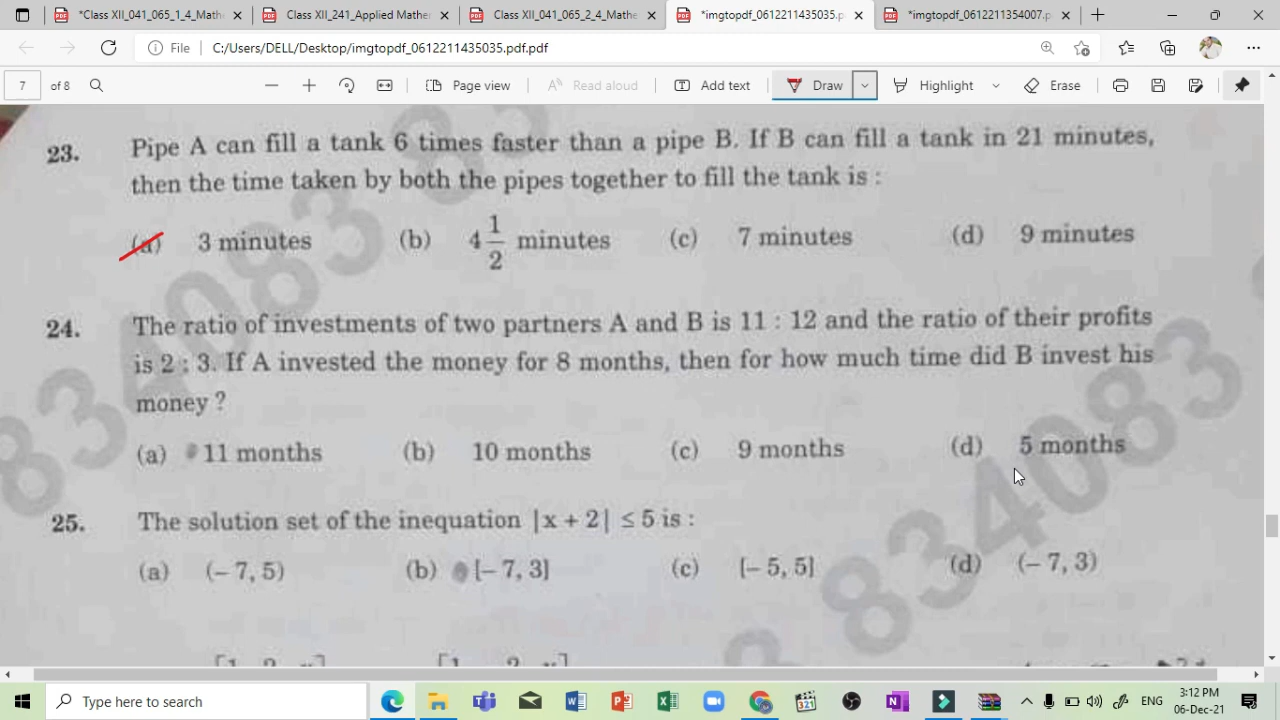 *Class XII_041_065_1_4_Mathe
Class XII_241_Applied Mathe
Class XII_041_065_2_4_Mathe
*imgtopdf_0612211435035.p
*imgtopdf_0612211354007.p
File C:/Users/DELL/Desktop/imgtopdf_0612211435035.pdf.pdf
7 of 8 Page view Read aloud Add text Draw Highlight Erase
23. Pipe A can fill a tank 6 times faster than a pipe B. If B can fill a tank in 21 minutes,
then the time taken by both the pipes together to fill the tank is :
(a) 3 minutes (b) 4 1/2 minutes (c) 7 minutes (d) 9 minutes
24. The ratio of investments of two partners A and B is 11 : 12 and the ratio of their profits
is 2 : 3. If A invested the money for 8 months, then for how much time did B invest his
money ?
(a) 11 months (b) 10 months (c) 9 months (d) 5 months
25. The solution set of the inequation |x + 2| ≤ 5 is :
(a) (– 7, 5) (b) [– 7, 3] (c) [– 5, 5] (d) (– 7, 3)
Type here to search
ENG 3:12 PM
06-Dec-21